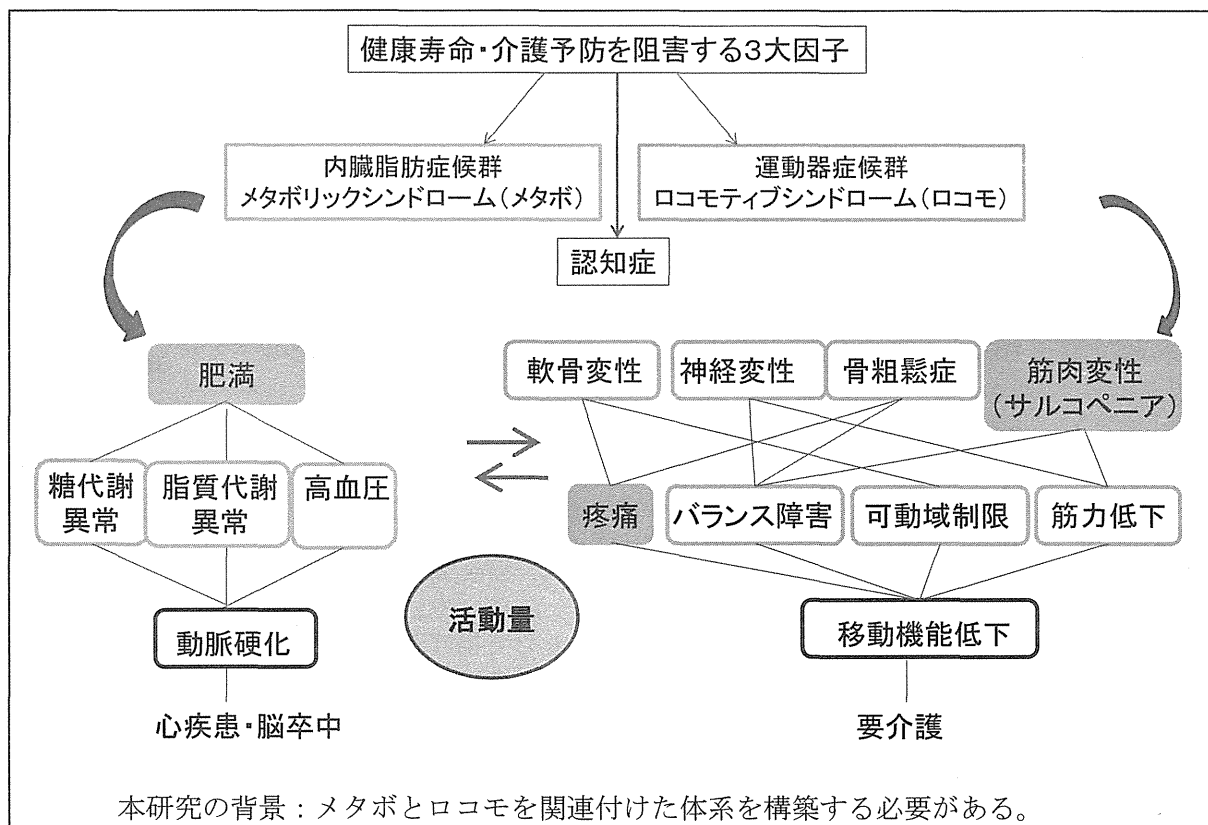 健康寿命・介護予防を阻害する3大因子
内臓脂肪症候群
メタボリックシンドローム(メタボ)
運動器症候群
ロコモティブシンドローム(ロコモ)
認知症
肥満
軟骨変性
神経変性
骨粗鬆症
筋肉変性
(サルコペニア)
糖代謝
異常
脂質代謝
異常
高血圧
疼痛
バランス障害
可動域制限
筋力低下
活動量
動脈硬化
移動機能低下
心疾患・脳卒中
要介護
本研究の背景：メタボとロコモを関連付けた体系を構築する必要がある。